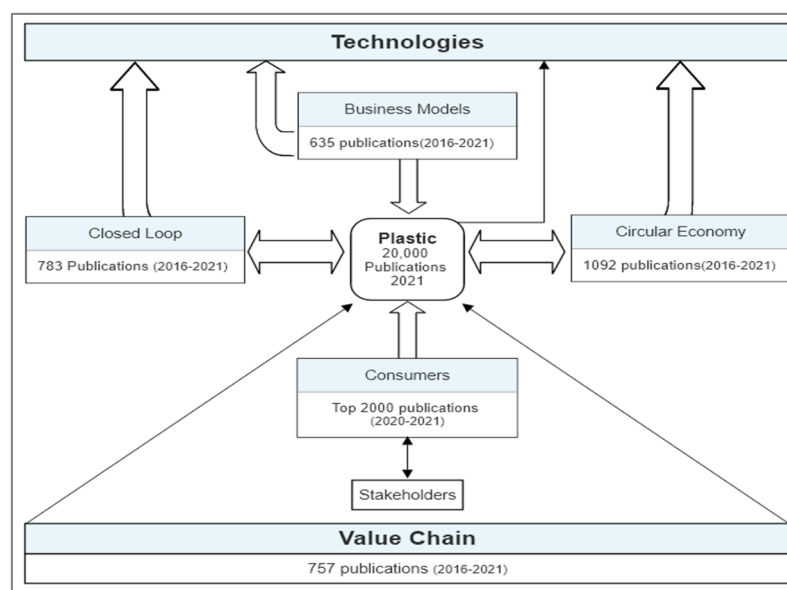 Technologies
Business Models
635 publications(2016-2021)
Closed Loop
783 Publications (2016-2021)
Plastic
20,000
Publications
2021
Circular Economy
1092 publications(2016-2021)
Consumers
Top 2000 publications
(2020-2021)
Stakeholders
Value Chain
757 publications (2016-2021)